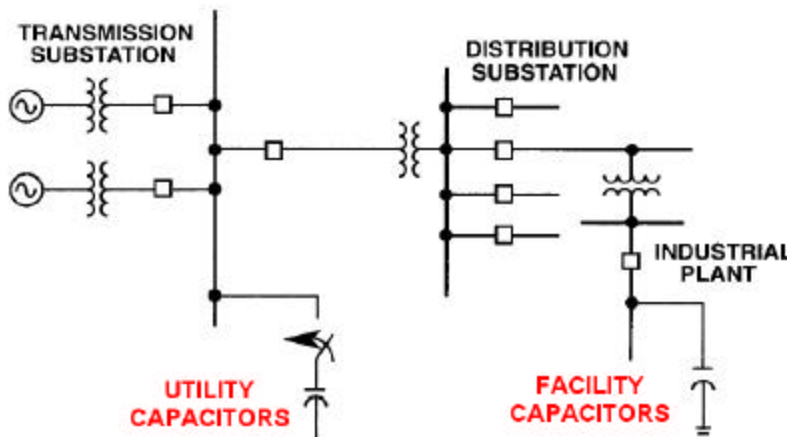 TRANSMISSION
SUBSTATION
DISTRIBUTION
SUBSTATION
INDUSTRIAL
PLANT
UTILITY
CAPACITORS
FACILITY
CAPACITORS